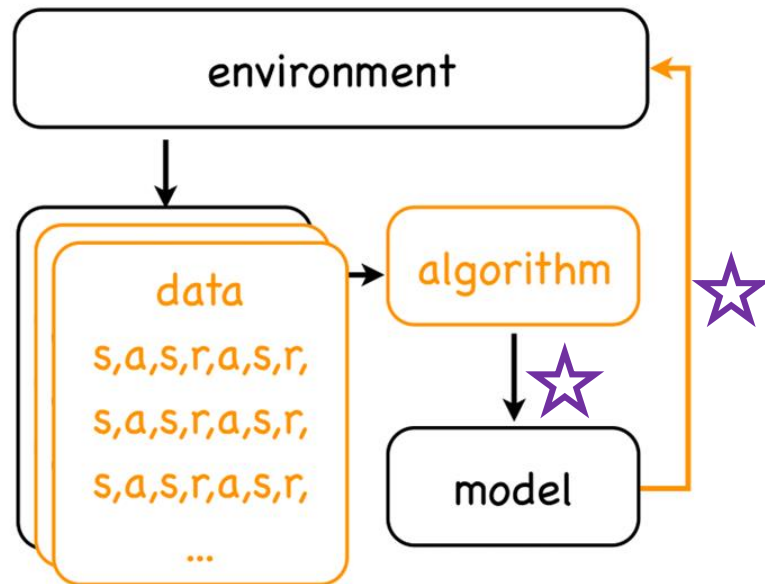 environment
data
s,a,s,r,a,s,r,
s,a,s,r,a,s,r,
s,a,s,r,a,s,r,
...
algorithm
model